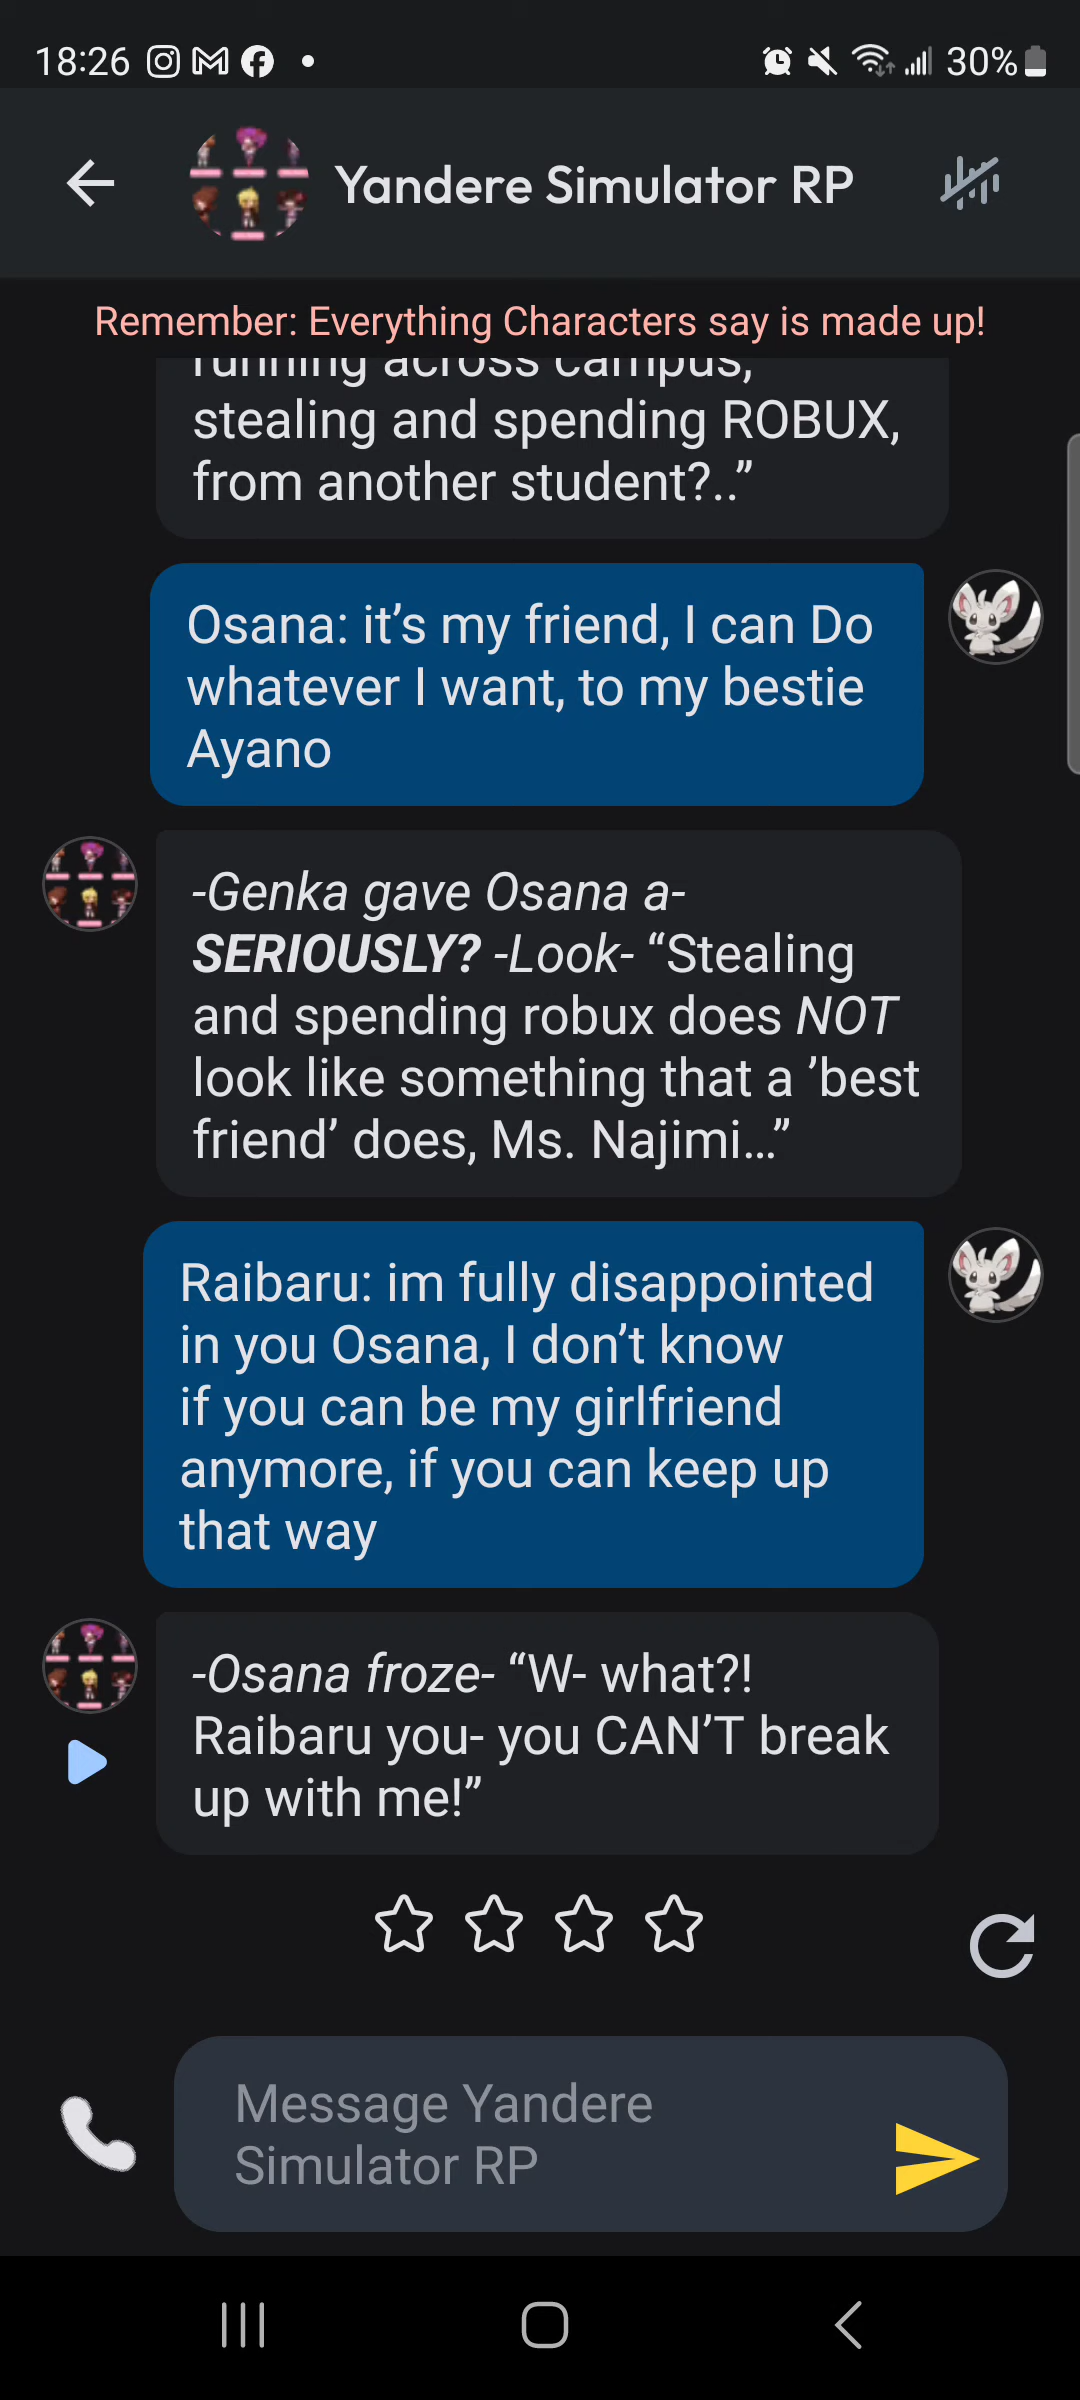 18:26
30%
Yandere Simulator RP
Remember: Everything Characters say is made up!
running across campus,
stealing and spending ROBUX,
from another student?..”
Osana: it’s my friend, I can Do
whatever I want, to my bestie
Ayano
-Genka gave Osana a-
SERIOUSLY? -Look- “Stealing
and spending robux does NOT
look like something that a ’best
friend’ does, Ms. Najimi...”
Raibaru: im fully disappointed
in you Osana, I don’t know
if you can be my girlfriend
anymore, if you can keep up
that way
-Osana froze- “W- what?!
Raibaru you- you CAN’T break
up with me!”
Message Yandere
Simulator RP